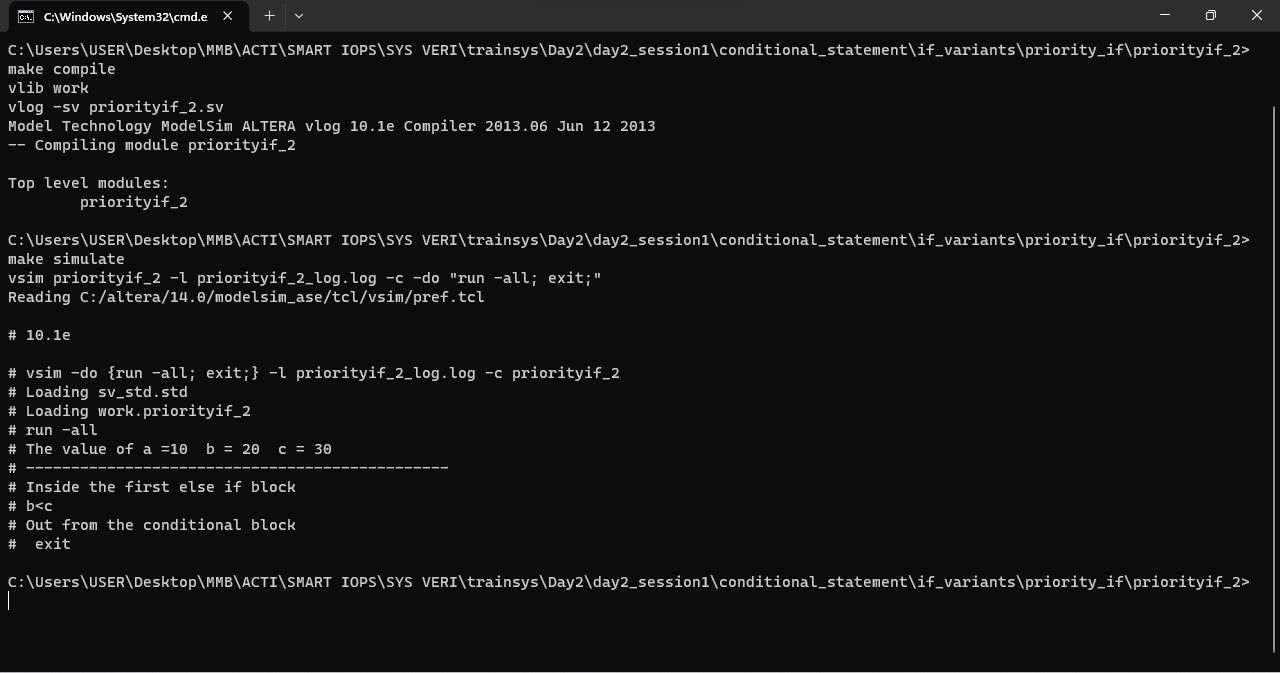 C:\Windows\System32\cmd.e
C:\Users\USER\Desktop\MMB\ACTI\SMART IOPS\SYS VERI\trainsys\Day2\day2_session1\conditional_statement\if_variants\priority_if\priorityif_2>
make compile
vlib work
vlog -sv priorityif_2.sv
Model Technology ModelSim ALTERA vlog 10.1e Compiler 2013.06 Jun 12 2013
-- Compiling module priorityif_2
Top level modules:
priorityif_2
C:\Users\USER\Desktop\MMB\ACTI\SMART IOPS\SYS VERI\trainsys\Day2\day2_session1\conditional_statement\if_variants\priority_if\priorityif_2>
make simulate
vsim priorityif_2 -l priorityif_2_log.log -c -do "run -all; exit;"
Reading C:/altera/14.0/modelsim_ase/tcl/vsim/pref.tcl
# 10.1e
# vsim -do {run -all; exit;} -l priorityif_2_log.log -c priorityif_2
# Loading sv_std.std
# Loading work.priorityif_2
# run -all
# The value of a =10  b = 20  c = 30
# -----------------------------------------------
# Inside the first else if block
# b<c
# Out from the conditional block
#  exit
C:\Users\USER\Desktop\MMB\ACTI\SMART IOPS\SYS VERI\trainsys\Day2\day2_session1\conditional_statement\if_variants\priority_if\priorityif_2>